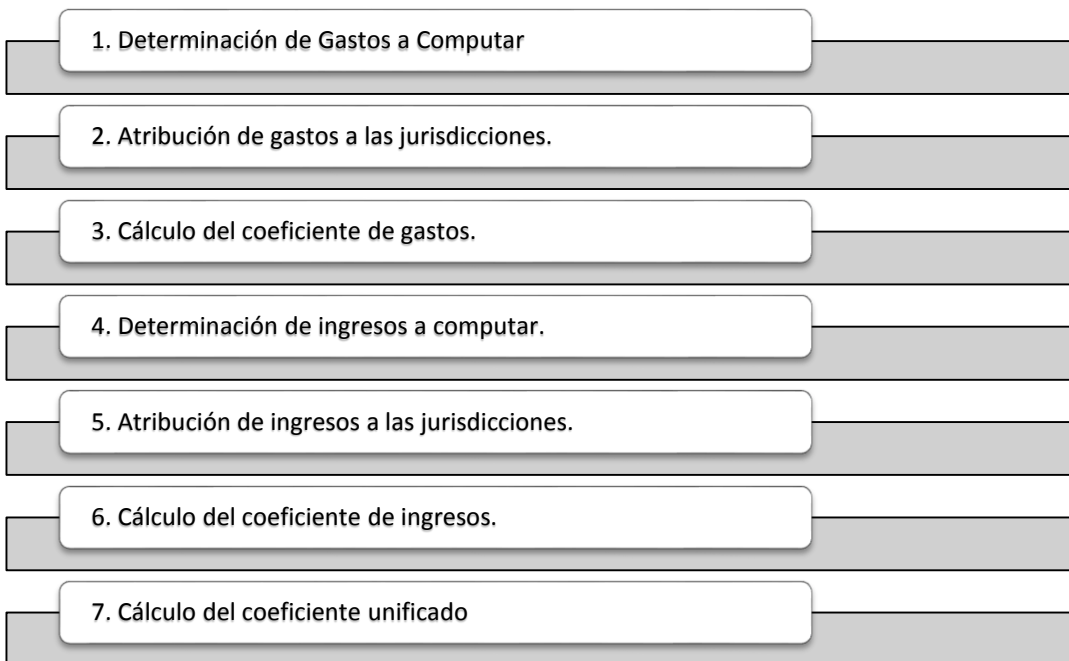 1. Determinación de Gastos a Computar
2. Atribución de gastos a las jurisdicciones.
3. Cálculo del coeficiente de gastos.
4. Determinación de ingresos a computar.
5. Atribución de ingresos a las jurisdicciones.
6. Cálculo del coeficiente de ingresos.
7. Cálculo del coeficiente unificado